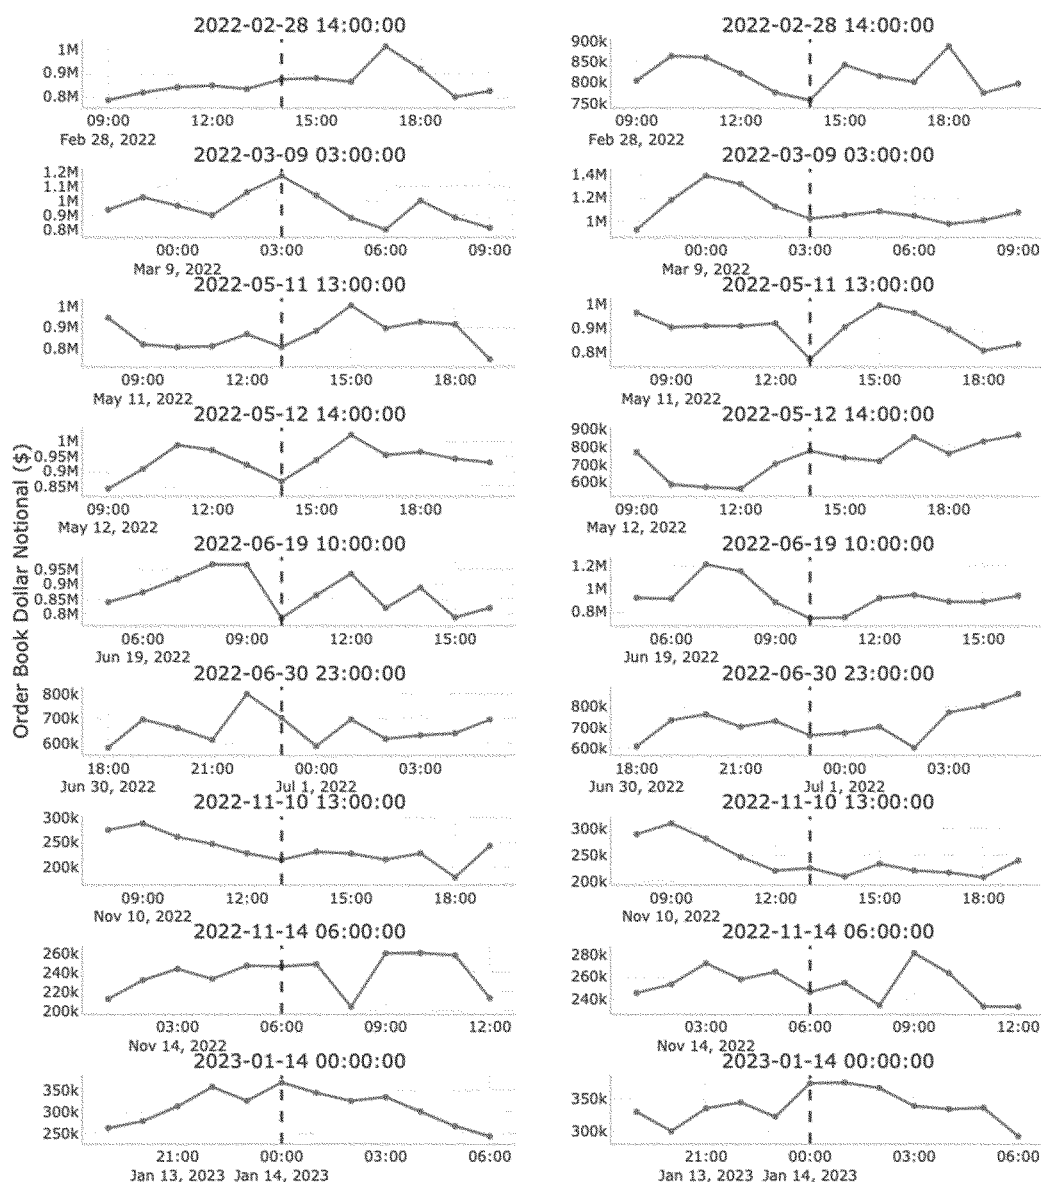 2022-02-28 14:00:00
1M
0.9M
0.8M
09:00 12:00 15:00 18:00
Feb 28, 2022
2022-02-28 14:00:00
900k
850k
800k
750k
09:00 12:00 15:00 18:00
Feb 28, 2022
2022-03-09 03:00:00
1.2M
1.1M
1M
0.9M
0.8M
00:00 03:00 06:00 09:00
Mar 9, 2022
2022-03-09 03:00:00
1.4M
1.2M
1M
00:00 03:00 06:00 09:00
Mar 9, 2022
2022-05-11 13:00:00
1M
0.9M
0.8M
09:00 12:00 15:00 18:00
May 11, 2022
2022-05-11 13:00:00
1M
0.9M
0.8M
09:00 12:00 15:00 18:00
May 11, 2022
Order Book Dollar Notional ($)
2022-05-12 14:00:00
1M
0.95M
0.9M
0.85M
09:00 12:00 15:00 18:00
May 12, 2022
2022-05-12 14:00:00
900k
800k
700k
600k
09:00 12:00 15:00 18:00
May 12, 2022
2022-06-19 10:00:00
0.95M
0.9M
0.85M
0.8M
06:00 09:00 12:00 15:00
Jun 19, 2022
2022-06-19 10:00:00
1.2M
1M
0.8M
06:00 09:00 12:00 15:00
Jun 19, 2022
2022-06-30 23:00:00
800k
700k
600k
18:00 21:00 00:00 03:00
Jun 30, 2022 Jul 1, 2022
2022-06-30 23:00:00
800k
700k
600k
18:00 21:00 00:00 03:00
Jun 30, 2022 Jul 1, 2022
2022-11-10 13:00:00
300k
250k
200k
09:00 12:00 15:00 18:00
Nov 10, 2022
2022-11-10 13:00:00
300k
250k
200k
09:00 12:00 15:00 18:00
Nov 10, 2022
2022-11-14 06:00:00
260k
240k
220k
200k
03:00 06:00 09:00 12:00
Nov 14, 2022
2022-11-14 06:00:00
280k
260k
240k
03:00 06:00 09:00 12:00
Nov 14, 2022
2023-01-14 00:00:00
350k
300k
250k
21:00 00:00 03:00 06:00
Jan 13, 2023 Jan 14, 2023
2023-01-14 00:00:00
350k
300k
21:00 00:00 03:00 06:00
Jan 13, 2023 Jan 14, 2023